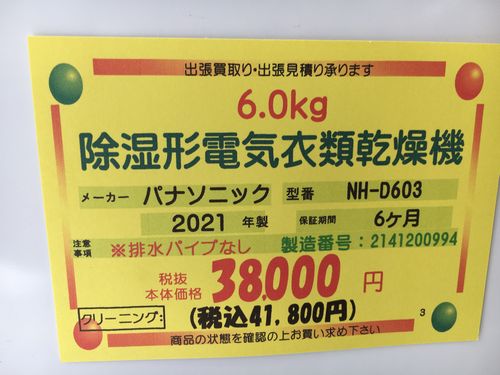 出張買取り・出張見積り承ります
6.0kg
除湿形電気衣類乾燥機
メーカー パナソニック 型番 NH-D603
2021 年製 保証期間 6ケ月
注意事項 ※排水パイプなし 製造番号：2141200994
税抜本体価格 38,000 円
クリーニング: (税込41,800円)
3
商品の状態を確認の上お買い求め下さい